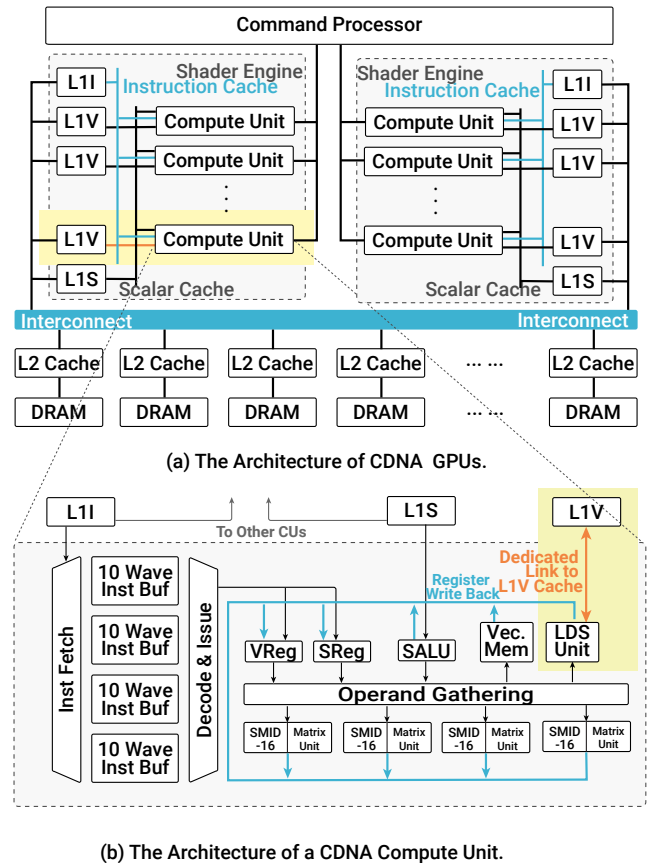 Command Processor
Shader Engine
Instruction Cache
L1I
L1V
Compute Unit
L1V
Compute Unit
L1V
Compute Unit
L1S
Scalar Cache
Shader Engine
Instruction Cache
L1I
Compute Unit
L1V
Compute Unit
L1V
Compute Unit
L1V
L1S
Scalar Cache
Interconnect
Interconnect
L2 Cache
L2 Cache
L2 Cache
L2 Cache
... ...
L2 Cache
DRAM
DRAM
DRAM
DRAM
... ...
DRAM
(a) The Architecture of CDNA GPUs.
L1I
To Other CUs
L1S
L1V
Inst Fetch
10 Wave
Inst Buf
10 Wave
Inst Buf
10 Wave
Inst Buf
10 Wave
Inst Buf
Decode & Issue
Register
Write Back
Dedicated
Link to
L1V Cache
VReg
SReg
SALU
Vec.
Mem
LDS
Unit
Operand Gathering
SMID
-16
Matrix
Unit
SMID
-16
Matrix
Unit
SMID
-16
Matrix
Unit
SMID
-16
Matrix
Unit
(b) The Architecture of a CDNA Compute Unit.